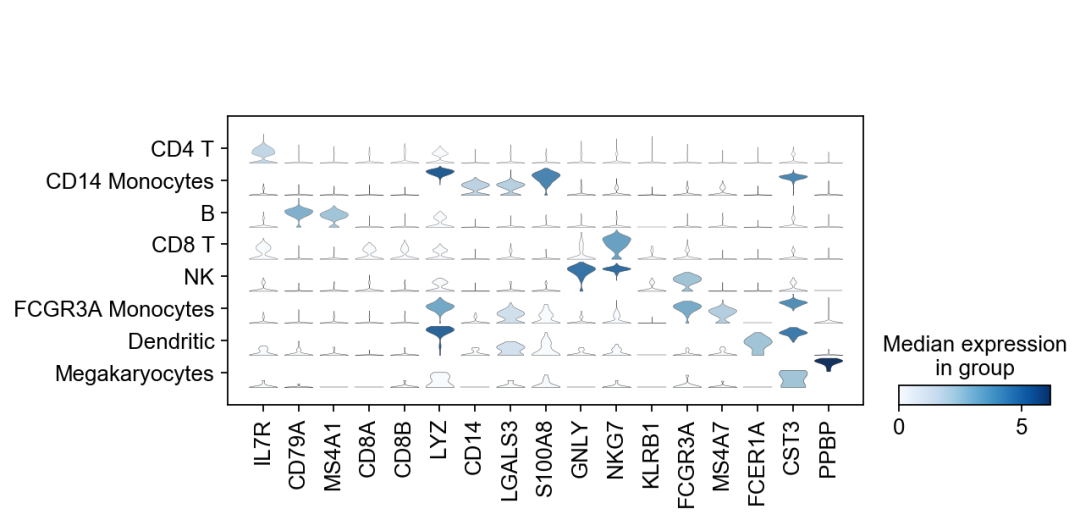 CD4 T
CD14 Monocytes
B
CD8 T
NK
FCGR3A Monocytes
Dendritic
Megakaryocytes
IL7R
CD79A
MS4A1
CD8A
CD8B
LYZ
CD14
LGALS3
S100A8
GNLY
NKG7
KLRB1
FCGR3A
MS4A7
FCER1A
CST3
PPBP
Median expression
in group
0 5